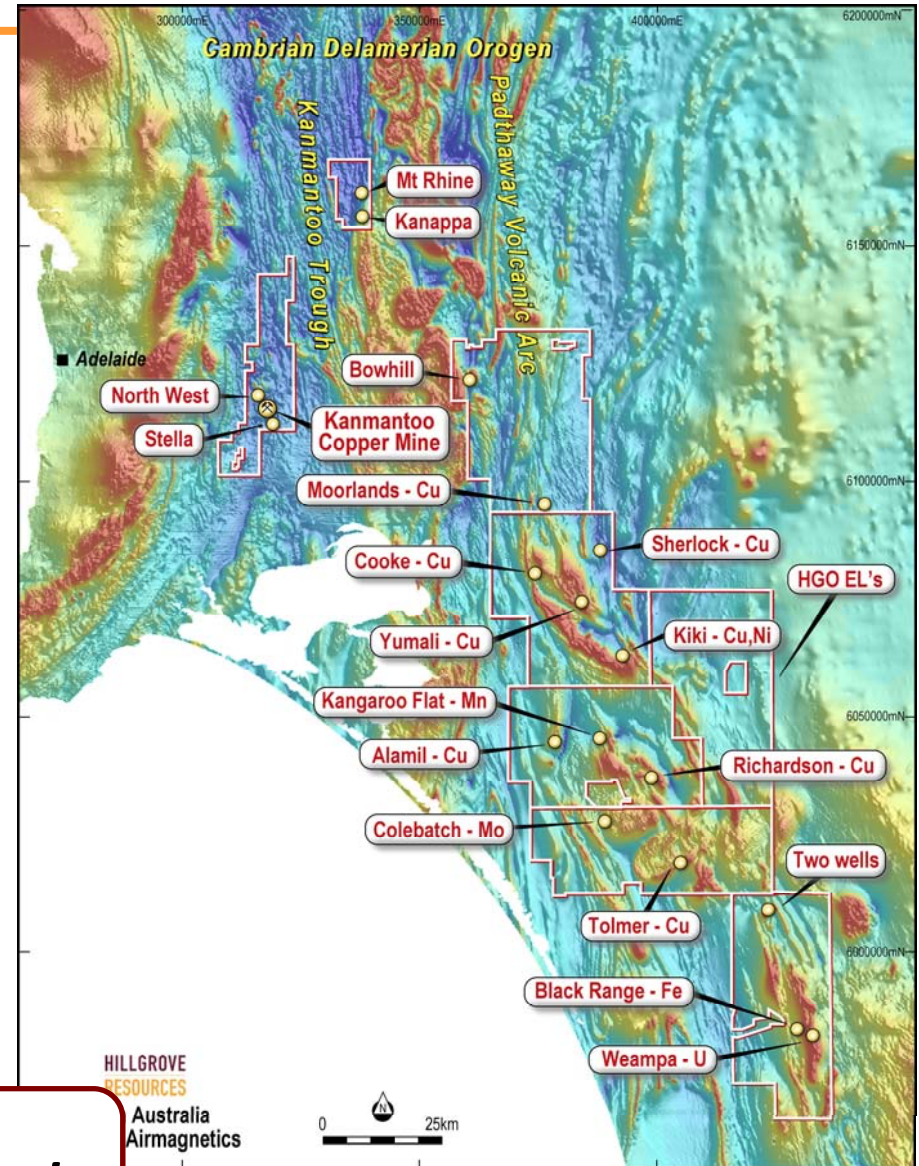 300000mE
350000mE
400000mE
6200000mN
Cambrian Delamerian Orogen
Kanmantoo Trough
Padthaway Volcanic Arc
Mt Rhine
Kanappa
6150000mN
Adelaide
Bowhill
North West
Stella
Kanmantoo
Copper Mine
Moorlands - Cu
6100000mN
Sherlock - Cu
Cooke - Cu
HGO EL's
Yumali - Cu
Kiki - Cu,Ni
Kangaroo Flat - Mn
6050000mN
Alamil - Cu
Richardson - Cu
Colebatch - Mo
Two wells
Tolmer - Cu
6000000mN
Black Range - Fe
Weampa - U
HILLGROVE
RESOURCES
Australia
Airmagnetics
N
0 25km